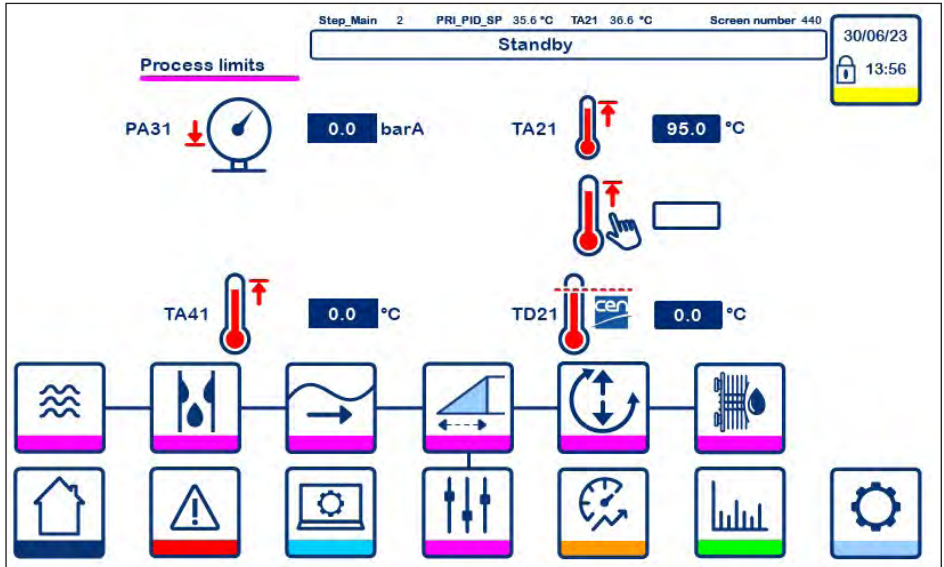 Step_Main 2 PRI_PID_SP 35.6 °C TA21 36.6 °C Screen number 440
Standby
30/06/23
13:56
Process limits
PA31 0.0 barA
TA21 95.0 °C
TA41 0.0 °C
TD21 cen 0.0 °C